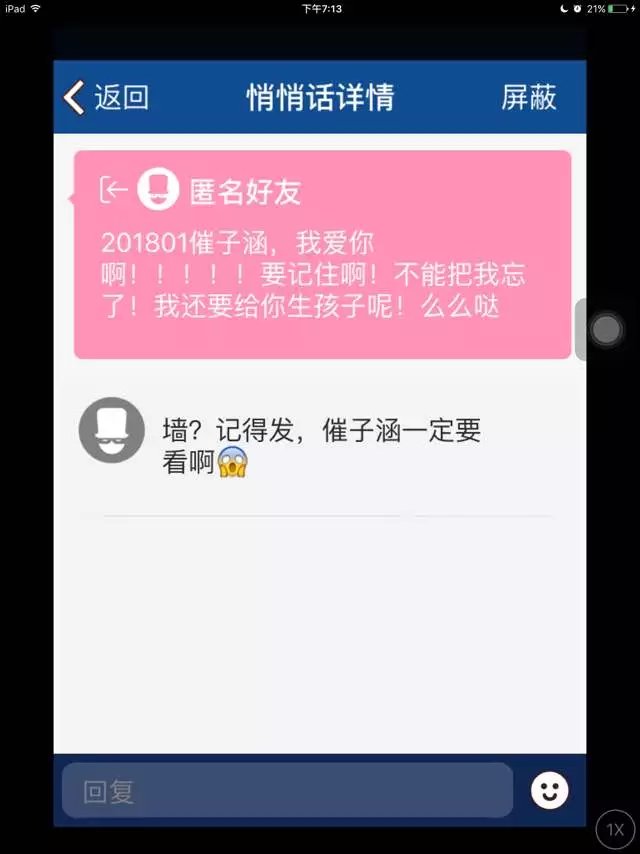 iPad 下午7:13 21%
返回 悄悄话详情 屏蔽
匿名好友
201801催子涵，我爱你
啊！！！！！要记住啊！不能把我忘
了！我还要给你生孩子呢！么么哒
墙？记得发，催子涵一定要
看啊😱
回复
1X